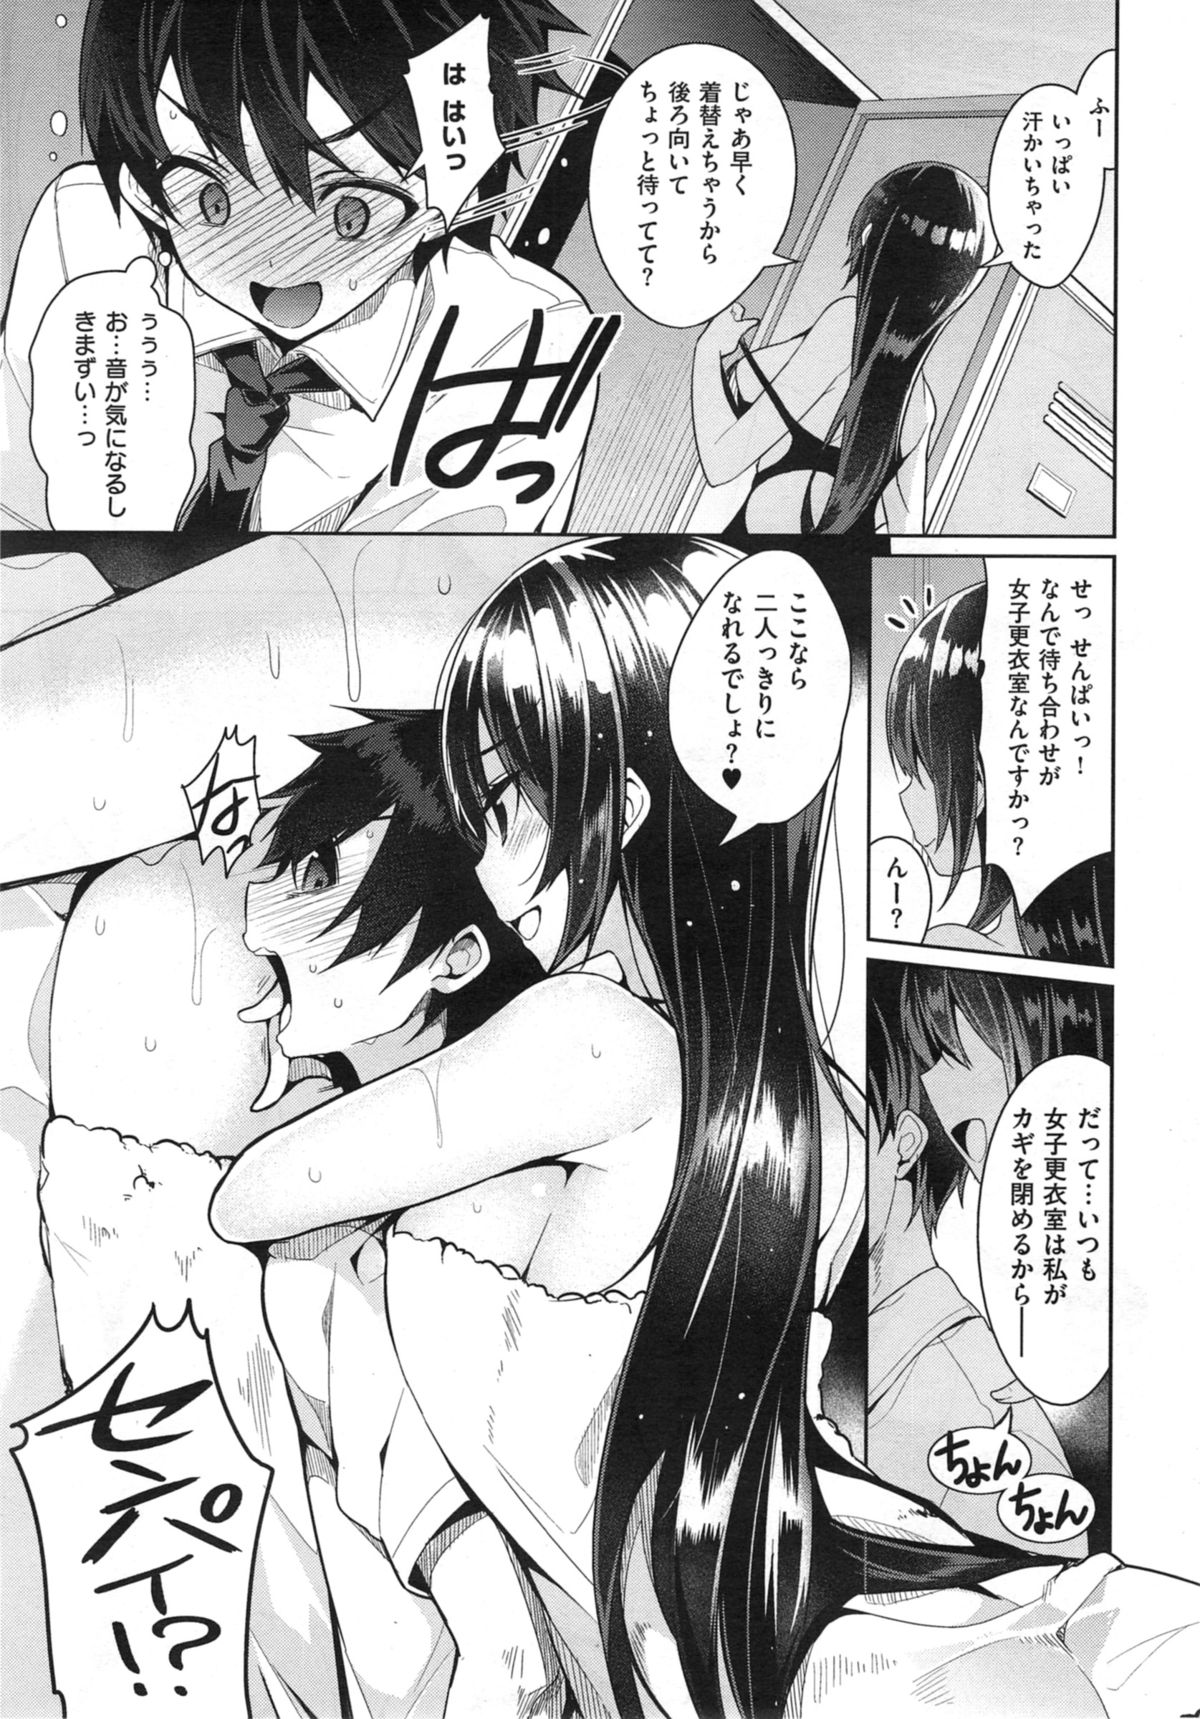 ふー
いっぱい
汗かいちゃった
じゃあ早く
着替えちゃうから
後ろ向いて
ちょっと待ってて?
は はいっ
ばっ
ううう…
お…音が気になるし
きまずい…っ
せっ せんぱいっ!
なんで待ち合わせが
女子更衣室なんですかっ?
んー?
だって…いつも
女子更衣室は私が
カギを閉めるから――
ちょん
ちょん
ここなら
二人っきりに
なれるでしょ?♥
なっ
センパイ!?